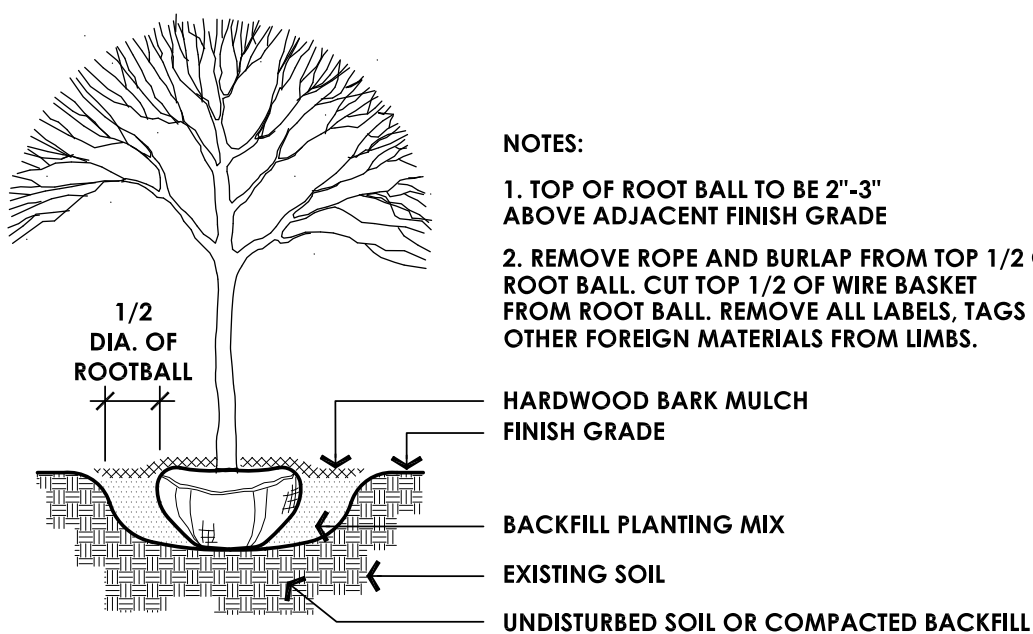 NOTES:
1. TOP OF ROOT BALL TO BE 2"-3"
ABOVE ADJACENT FINISH GRADE
2. REMOVE ROPE AND BURLAP FROM TOP 1/2
ROOT BALL. CUT TOP 1/2 OF WIRE BASKET
FROM ROOT BALL. REMOVE ALL LABELS, TAGS
OTHER FOREIGN MATERIALS FROM LIMBS.
1/2
DIA. OF
ROOTBALL
HARDWOOD BARK MULCH
FINISH GRADE
BACKFILL PLANTING MIX
EXISTING SOIL
UNDISTURBED SOIL OR COMPACTED BACKFILL